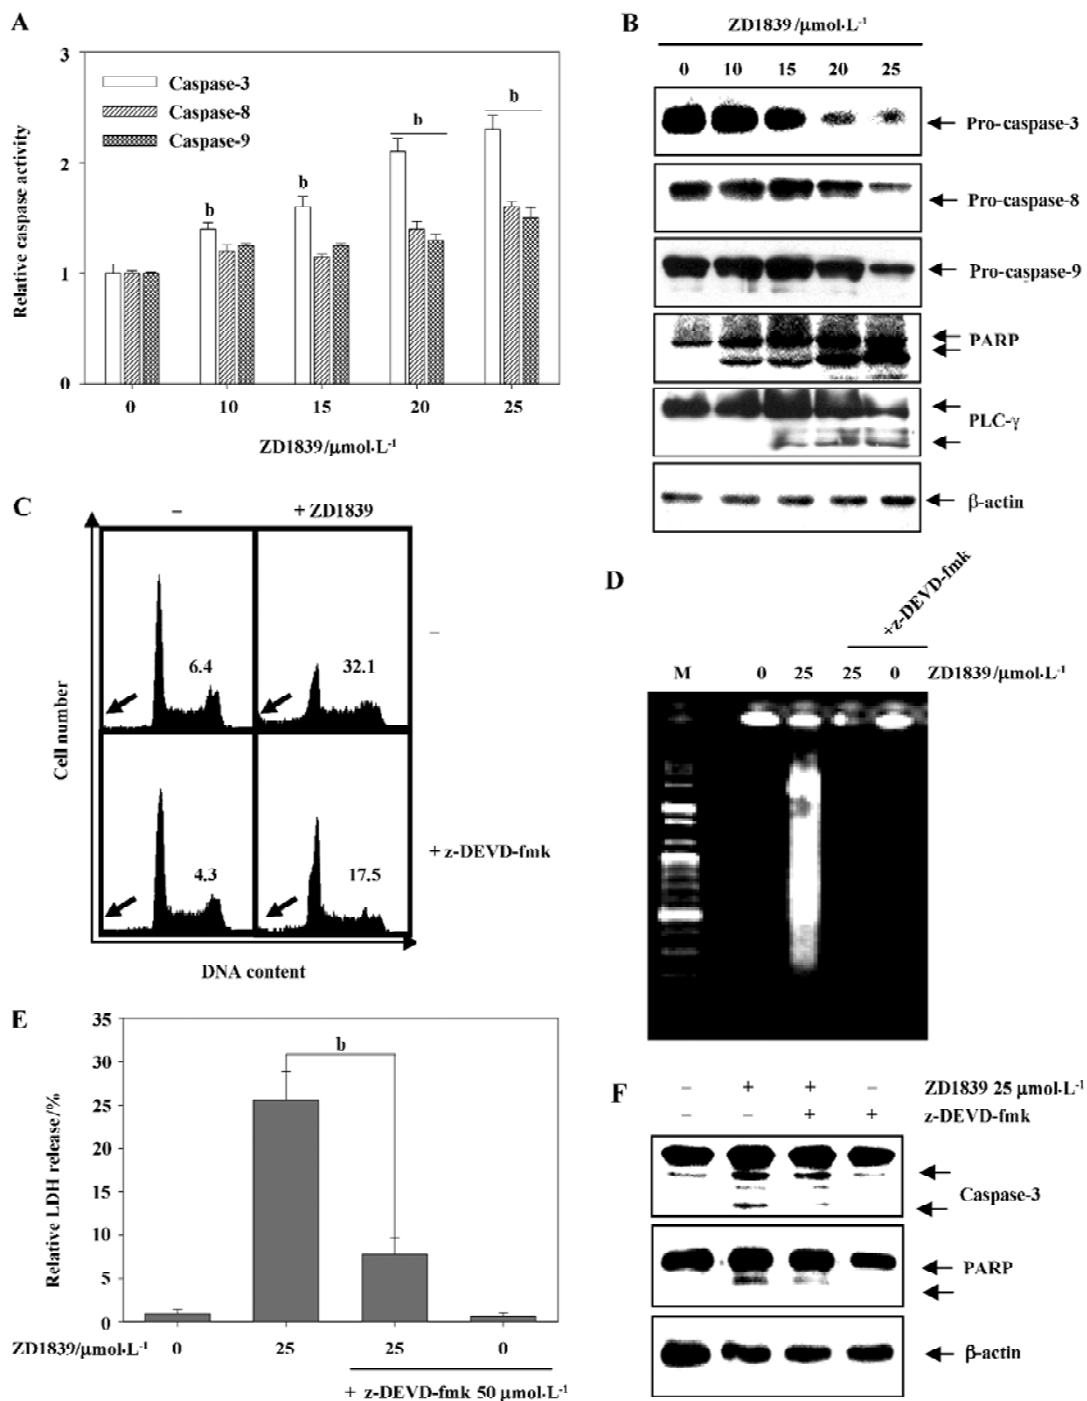 A
3
2
1
0
Relative caspase activity
Caspase-3
Caspase-8
Caspase-9
b
b
b
b
0 10 15 20 25
ZD1839/μmol·L-1
B
ZD1839/μmol·L-1
0 10 15 20 25
Pro-caspase-3
Pro-caspase-8
Pro-caspase-9
PARP
PLC-γ
β-actin
C
– + ZD1839
Cell number
6.4
32.1
–
4.3
17.5
+ z-DEVD-fmk
DNA content
D
+z-DEVD-fmk
M 0 25 25 0 ZD1839/μmol·L-1
E
35
30
25
20
15
10
5
0
Relative LDH release/%
b
ZD1839/μmol·L-1 0 25 25 0
+ z-DEVD-fmk 50 μmol·L-1
F
– + + – ZD1839 25 μmol·L-1
– – + + z-DEVD-fmk
Caspase-3
PARP
β-actin